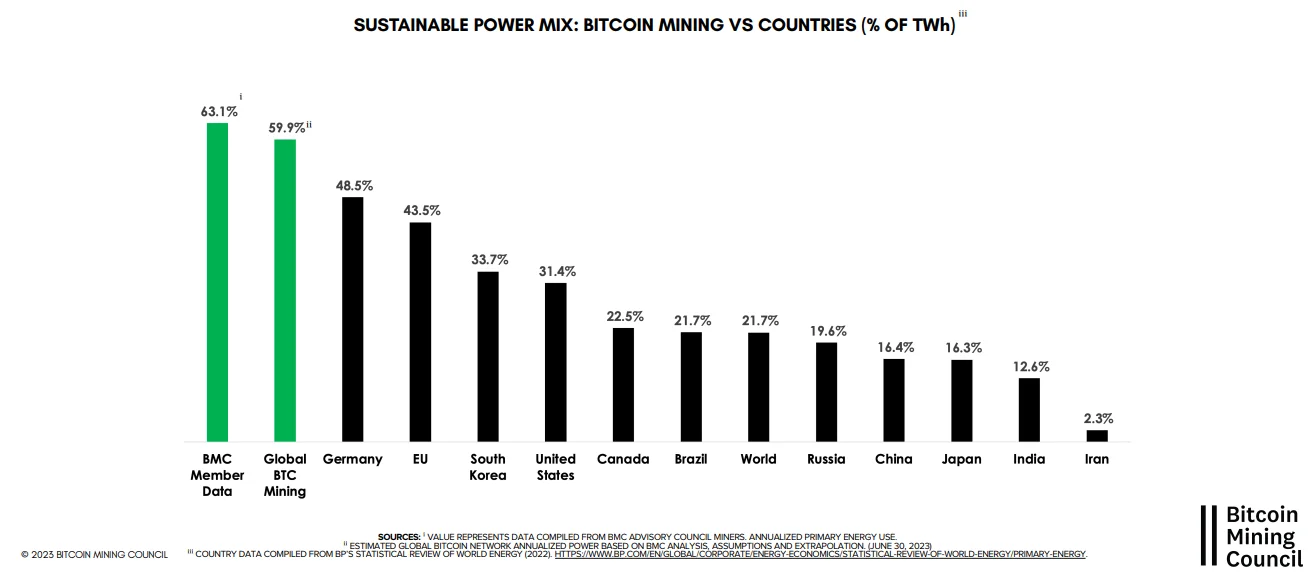 SUSTAINABLE POWER MIX: BITCOIN MINING VS COUNTRIES (% OF TWh) iii
63.1% i
59.9% ii
48.5%
43.5%
33.7%
31.4%
22.5%
21.7%
21.7%
19.6%
16.4%
16.3%
12.6%
2.3%
BMC
Member
Data
Global
BTC
Mining
Germany
EU
South
Korea
United
States
Canada
Brazil
World
Russia
China
Japan
India
Iran
SOURCES: i VALUE REPRESENTS DATA COMPILED FROM BMC ADVISORY COUNCIL MINERS. ANNUALIZED PRIMARY ENERGY USE.
ii ESTIMATED GLOBAL BITCOIN NETWORK ANNUALIZED POWER BASED ON BMC ANALYSIS, ASSUMPTIONS AND EXTRAPOLATION. (JUNE 30, 2023)
iii COUNTRY DATA COMPILED FROM BP'S STATISTICAL REVIEW OF WORLD ENERGY (2022). HTTPS://WWW.BP.COM/EN/GLOBAL/CORPORATE/ENERGY-ECONOMICS/STATISTICAL-REVIEW-OF-WORLD-ENERGY/PRIMARY-ENERGY.
© 2023 BITCOIN MINING COUNCIL
Bitcoin
Mining
Council